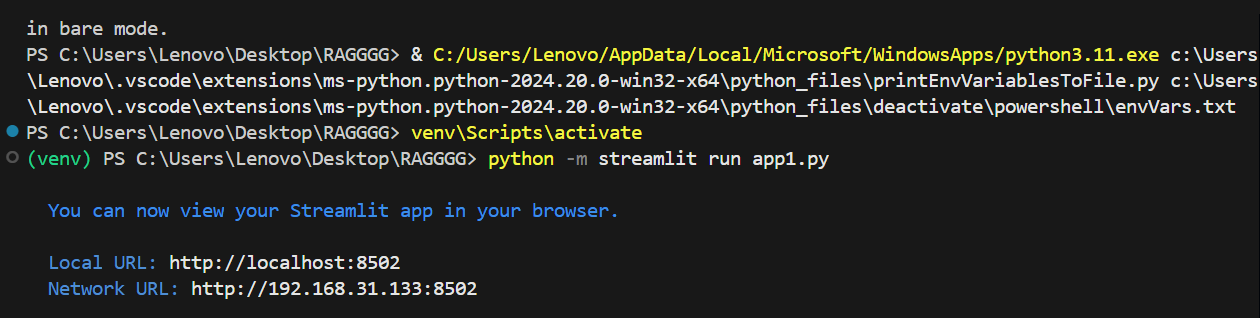 in bare mode.
PS C:\Users\Lenovo\Desktop\RAGGGG> & C:/Users/Lenovo/AppData/Local/Microsoft/WindowsApps/python3.11.exe c:\Users
\Lenovo\.vscode\extensions\ms-python.python-2024.20.0-win32-x64\python_files\printEnvVariablesToFile.py c:\Users
\Lenovo\.vscode\extensions\ms-python.python-2024.20.0-win32-x64\python_files\deactivate\powershell\envVars.txt
PS C:\Users\Lenovo\Desktop\RAGGGG> venv\Scripts\activate
(venv) PS C:\Users\Lenovo\Desktop\RAGGGG> python -m streamlit run app1.py
You can now view your Streamlit app in your browser.
Local URL: http://localhost:8502
Network URL: http://192.168.31.133:8502